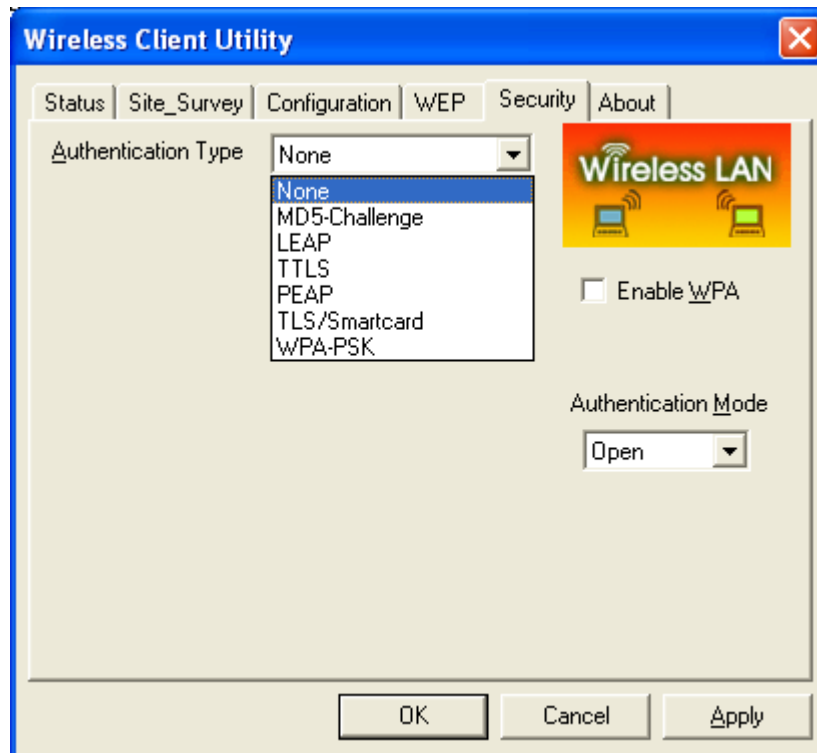 Wireless Client Utility
Status Site_Survey Configuration WEP Security About
Authentication Type None
Wireless LAN
None
MD5-Challenge
LEAP
TTLS
PEAP
TLS/Smartcard
WPA-PSK
Enable WPA
Authentication Mode
Open
OK Cancel Apply